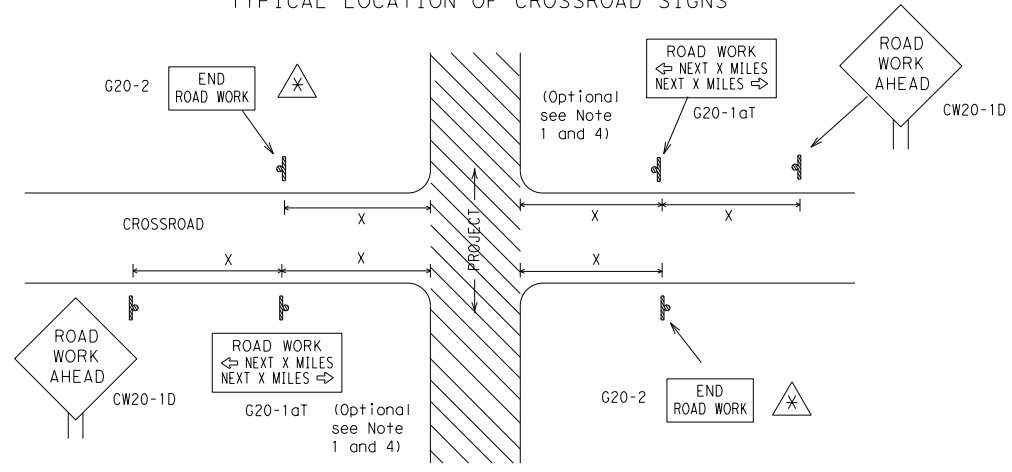 TYPICAL LOCATION OF CROSSROAD SIGNS
G20-2
END
ROAD WORK
*
(Optional
see Note
1 and 4)
ROAD WORK
⇦ NEXT X MILES
NEXT X MILES ⇨
G20-1aT
ROAD
WORK
AHEAD
CW20-1D
X
X
X
CROSSROAD
PROJECT
X
X
X
ROAD
WORK
AHEAD
CW20-1D
ROAD WORK
⇦ NEXT X MILES
NEXT X MILES ⇨
G20-1aT
(Optional
see Note
1 and 4)
G20-2
END
ROAD WORK
*